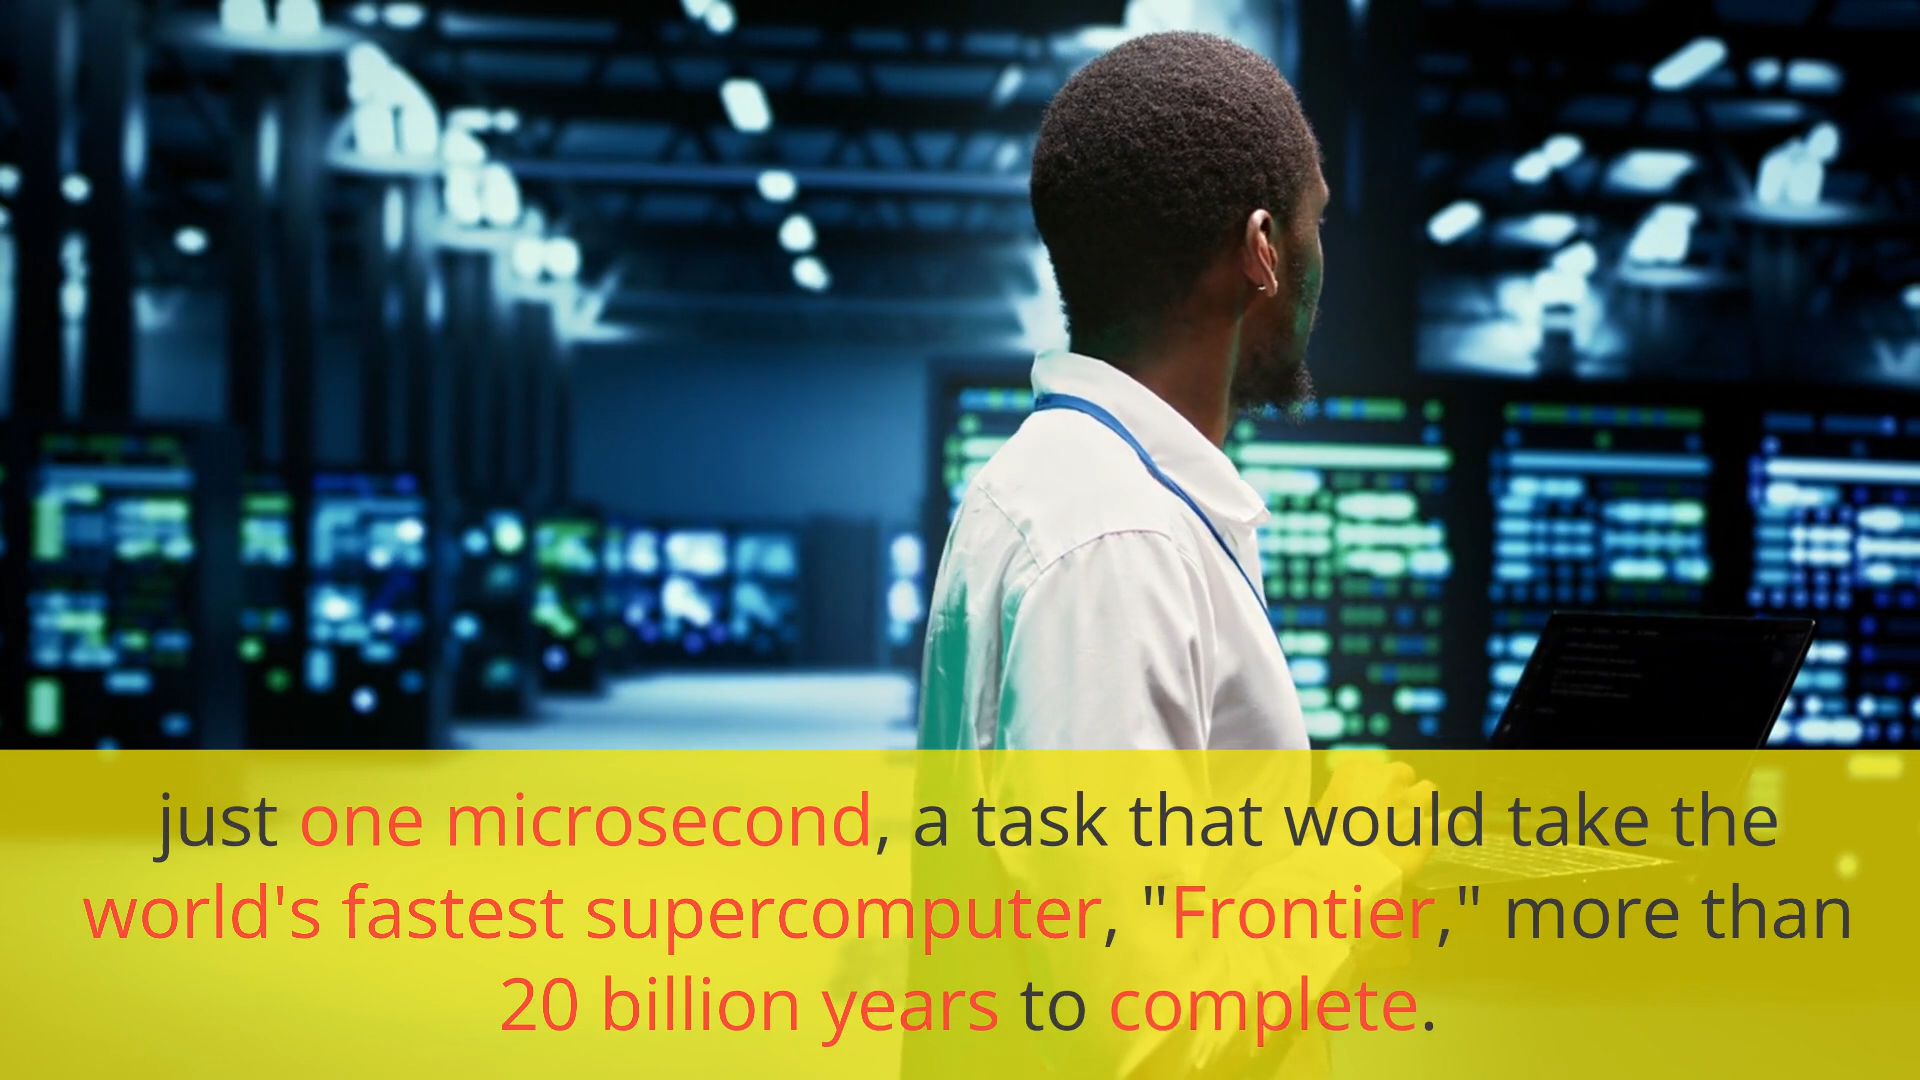 just one microsecond, a task that would take the
world's fastest supercomputer, "Frontier," more than
20 billion years to complete.